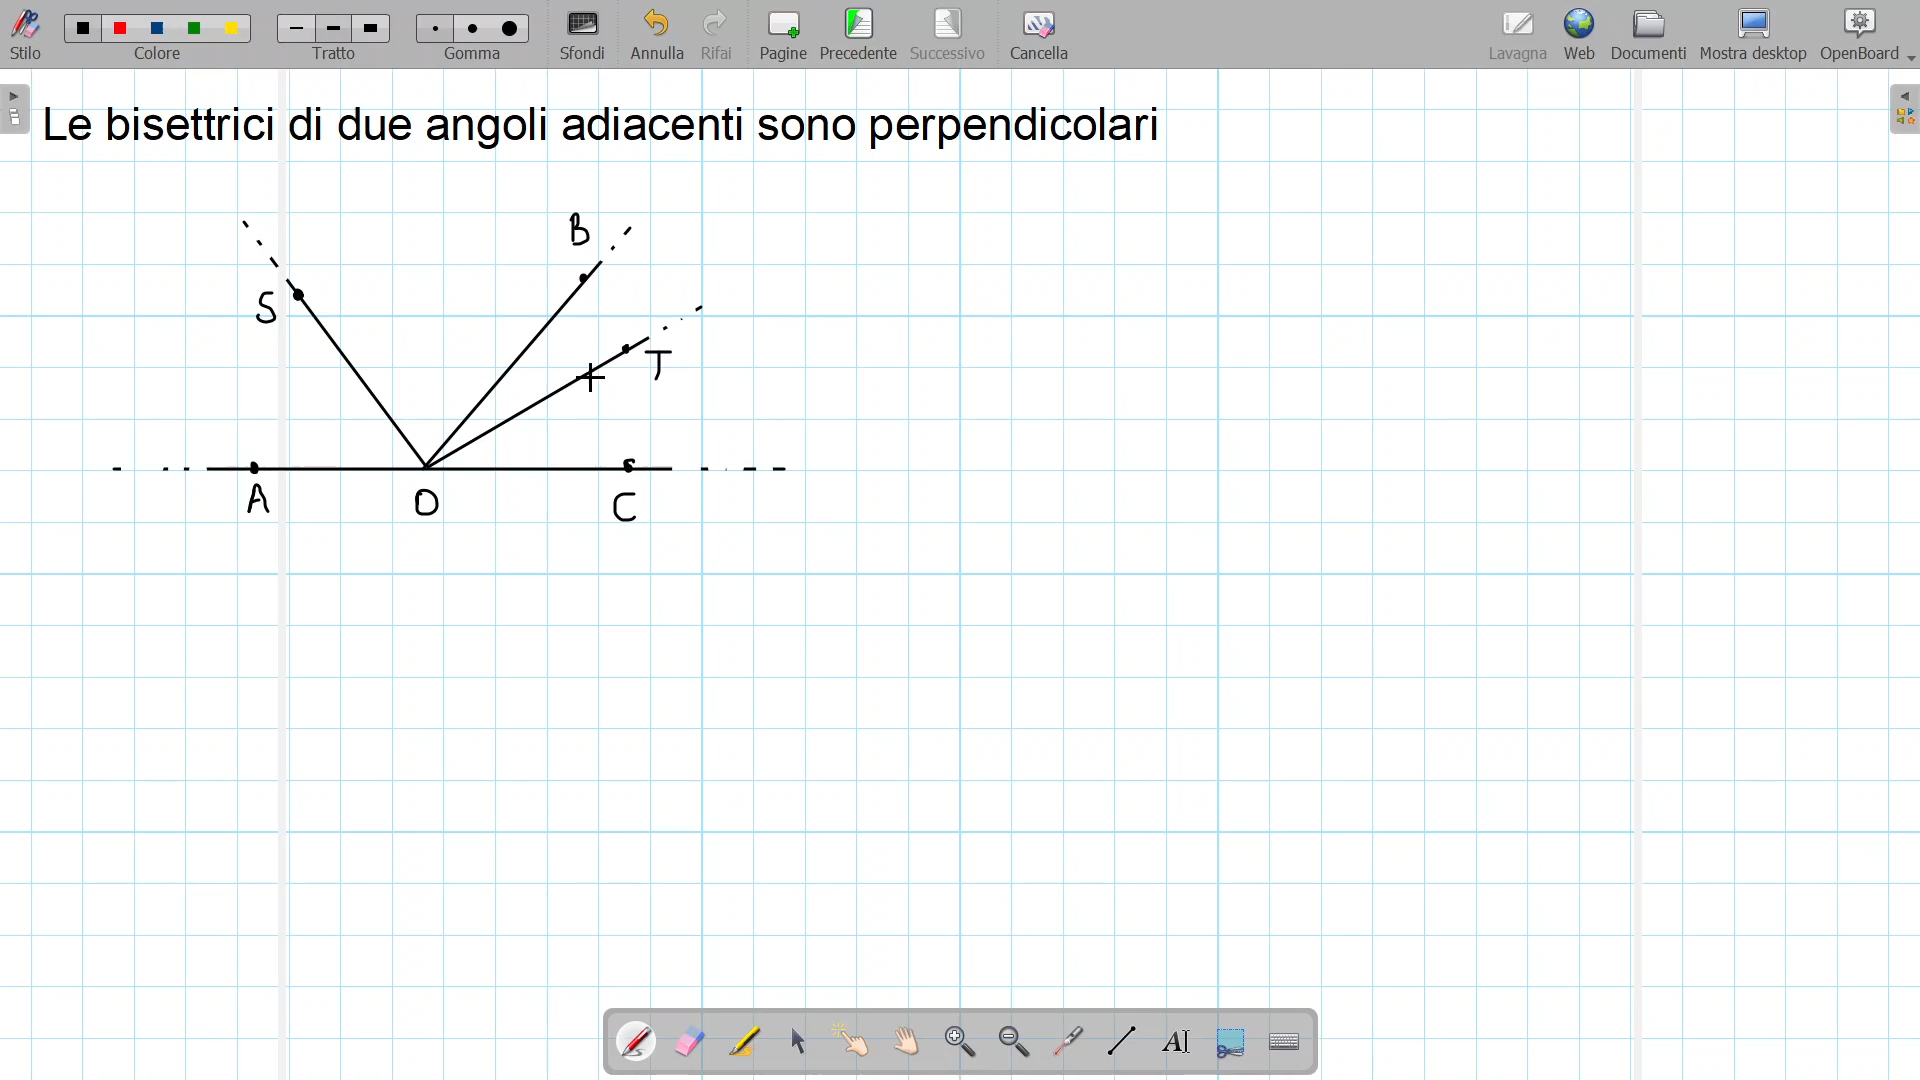 Stilo Colore Tratto Gomma Sfondi Annulla Rifai Pagine Precedente Successivo Cancella Lavagna Web Documenti Mostra desktop OpenBoard
Le bisettrici di due angoli adiacenti sono perpendicolari
B
S
T
A O C
AI